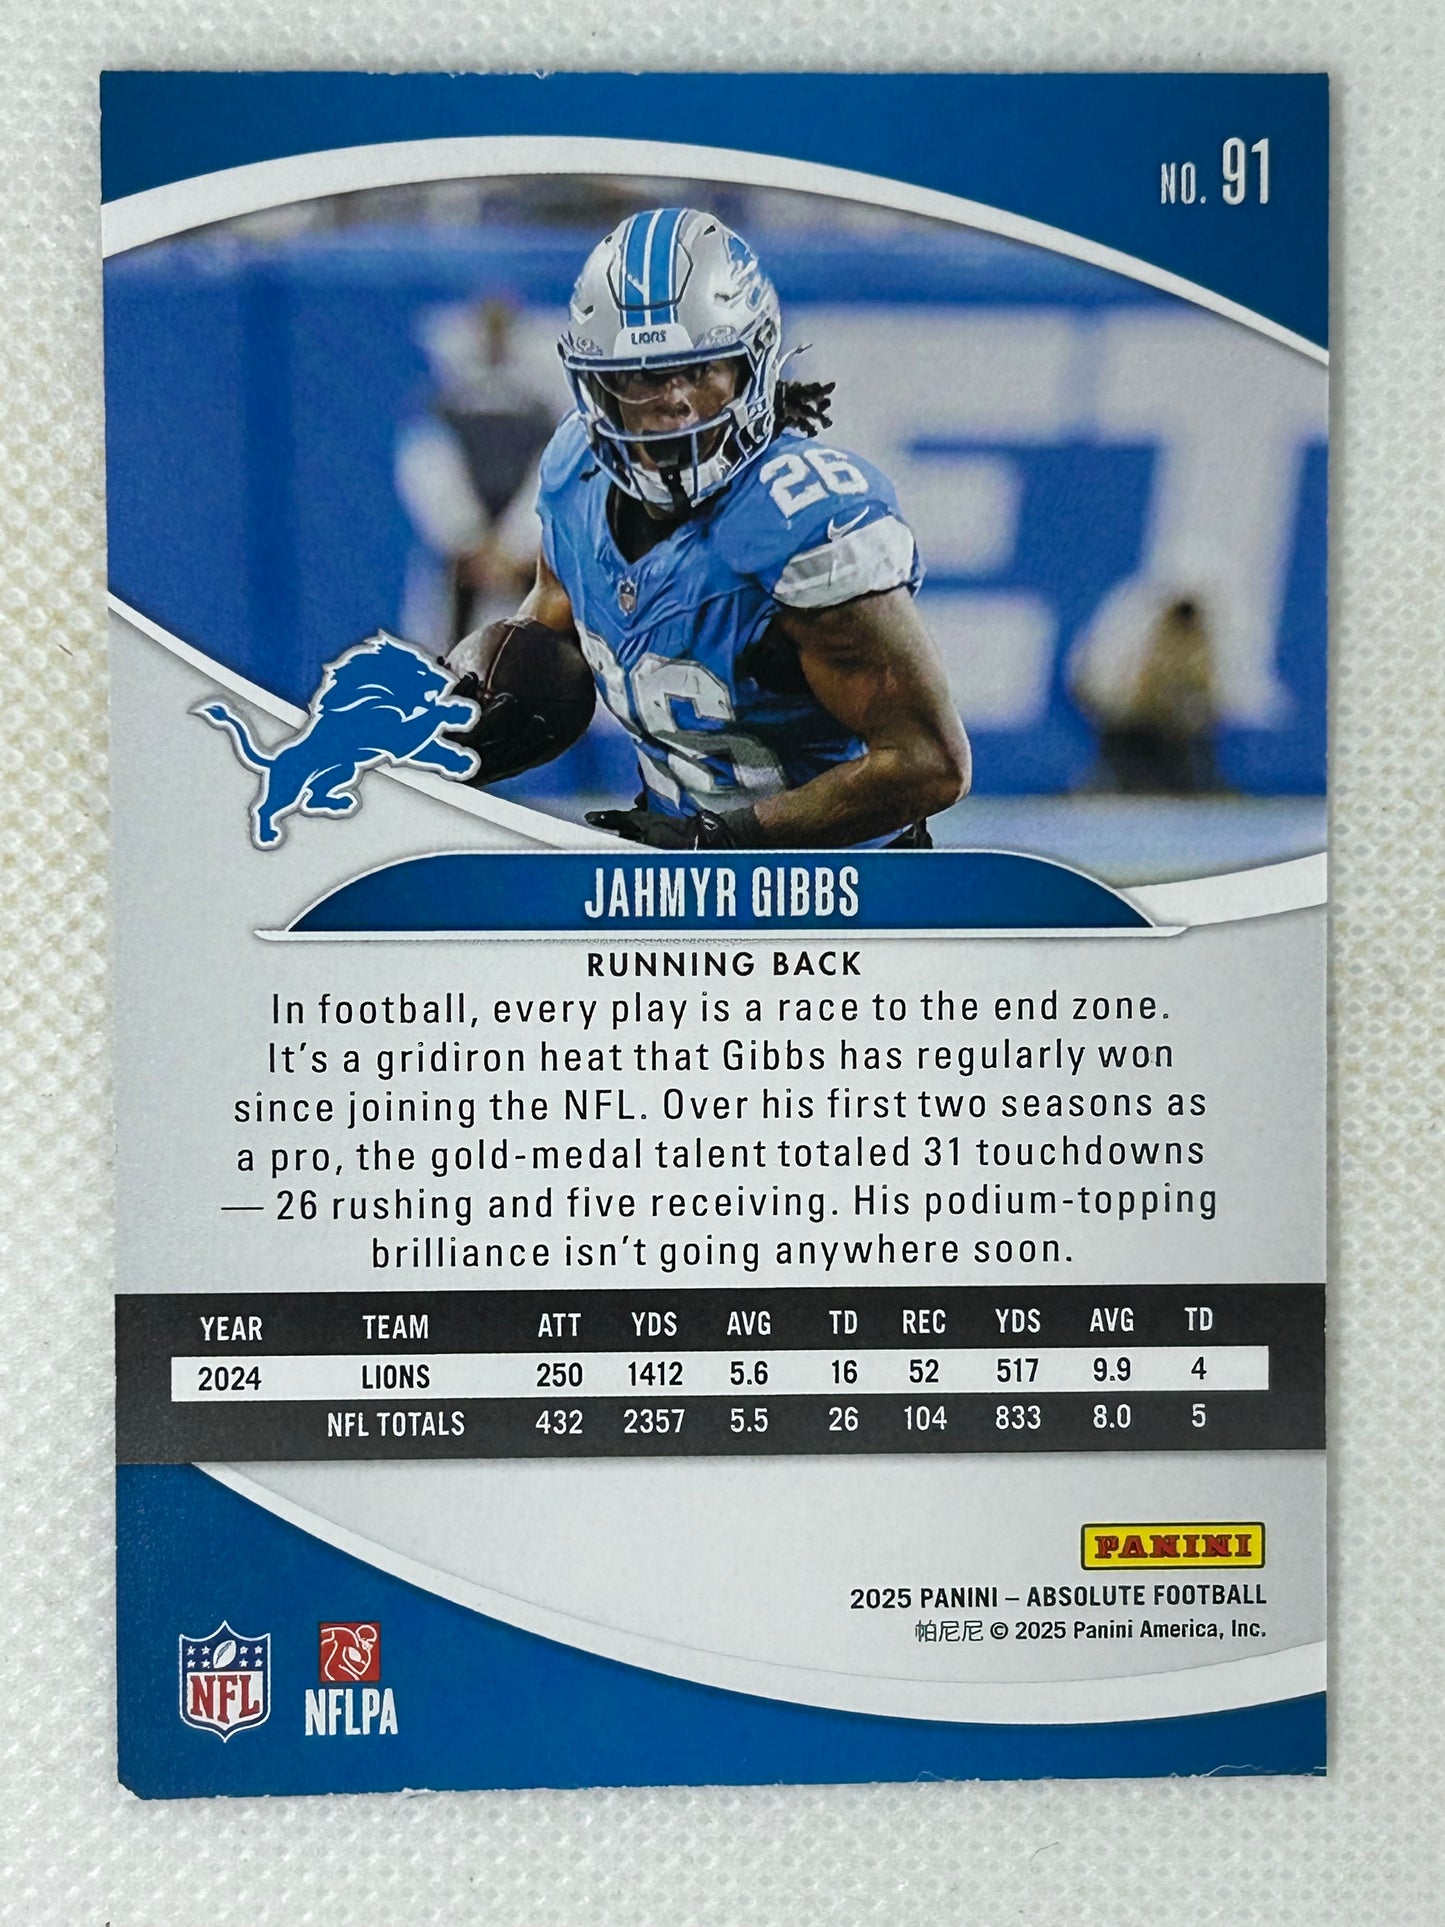 NO. 91
LIONS
26
26
JAHMYR GIBBS
RUNNING BACK
In football, every play is a race to the end zone.
It's a gridiron heat that Gibbs has regularly won
since joining the NFL. Over his first two seasons as
a pro, the gold-medal talent totaled 31 touchdowns
— 26 rushing and five receiving. His podium-topping
brilliance isn't going anywhere soon.
YEAR TEAM ATT YDS AVG TD REC YDS AVG TD
2024 LIONS 250 1412 5.6 16 52 517 9.9 4
NFL TOTALS 432 2357 5.5 26 104 833 8.0 5
PANINI
2025 PANINI – ABSOLUTE FOOTBALL
帕尼尼 © 2025 Panini America, Inc.
NFL
NFLPA